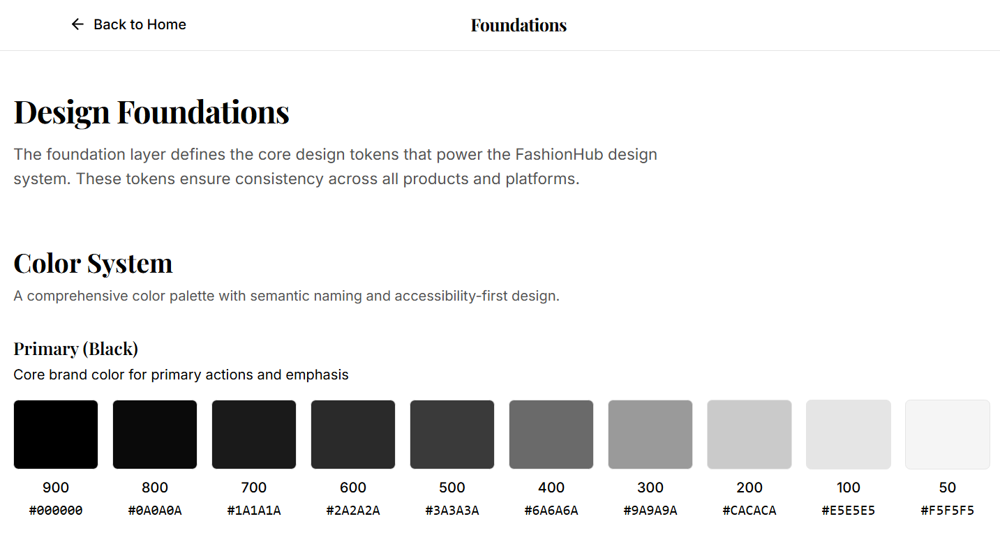 Back to Home
Foundations
Design Foundations
The foundation layer defines the core design tokens that power the FashionHub design
system. These tokens ensure consistency across all products and platforms.
Color System
A comprehensive color palette with semantic naming and accessibility-first design.
Primary (Black)
Core brand color for primary actions and emphasis
900 800 700 600 500 400 300 200 100 50
#000000 #0A0A0A #1A1A1A #2A2A2A #3A3A3A #6A6A6A #9A9A9A #CACACA #E5E5E5 #F5F5F5